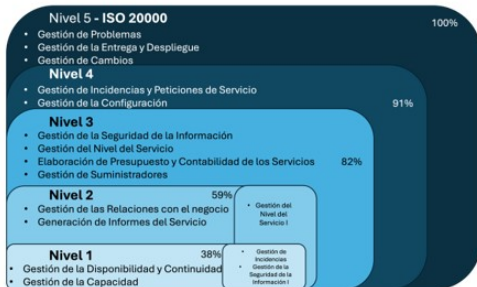 Nivel 5 - ISO 20000
100%
• Gestión de Problemas
• Gestión de la Entrega y Despliegue
• Gestión de Cambios
Nivel 4
• Gestión de Incidencias y Peticiones de Servicio
• Gestión de la Configuración
91%
Nivel 3
• Gestión de la Seguridad de la Información
• Gestión del Nivel del Servicio
• Elaboración de Presupuesto y Contabilidad de los Servicios
82%
• Gestión de Suministradores
Nivel 2
59%
• Gestión de las Relaciones con el negocio
• Generación de Informes del Servicio
• Gestión del
Nivel del
Servicio I
Nivel 1
38%
• Gestión de la Disponibilidad y Continuidad
• Gestión de la Capacidad
• Gestión de
Incidencias
• Gestión de la
Seguridad de la
Información I